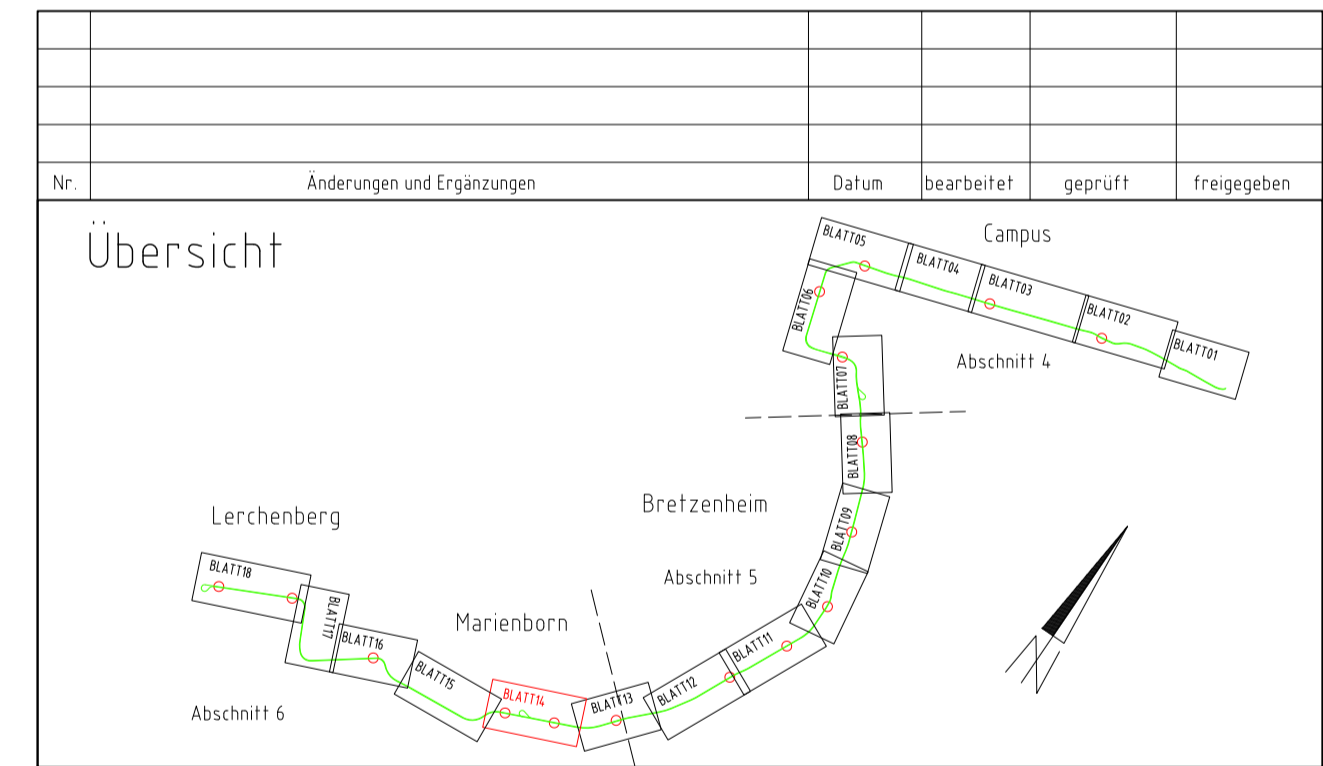 Nr. Änderungen und Ergänzungen Datum bearbeitet geprüft freigegeben
Übersicht
Campus
BLATT05
BLATT04
BLATT03
BLATT02
BLATT01
BLATT06
Abschnitt 4
BLATT07
BLATT08
Bretzenheim
BLATT09
Lerchenberg
Abschnitt 5
BLATT10
BLATT18
BLATT17
Marienborn
BLATT16
BLATT11
BLATT15
BLATT14
BLATT13
BLATT12
Abschnitt 6
N